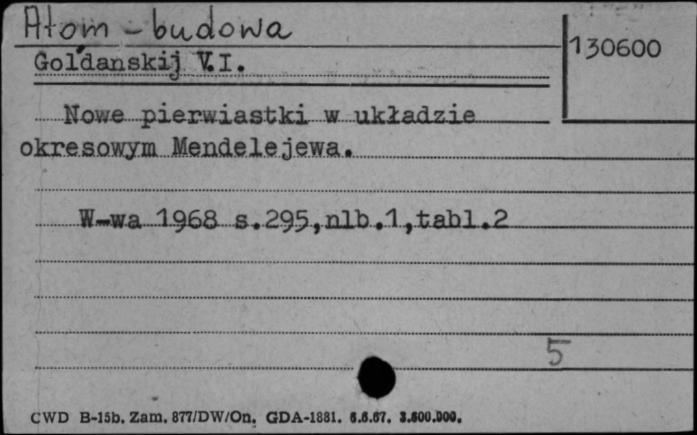 Atom - budowa
130600
Goldanskij V.I.
Nowe pierwiastki w układzie
okresowym Mendelejewa.
W-wa 1968 s.295,nlb.1,tabl.2
5
CWD B-15b. Zam. 877/DW/On. GDA-1881. 6.6.67. 3.600.000.